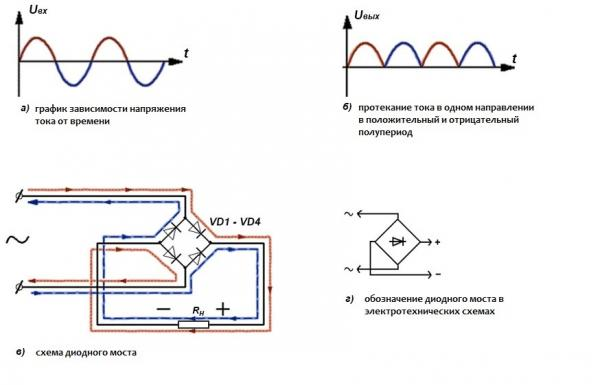 Uвх
t
а) график зависимости напряжения
тока от времени
Uвых
t
б) протекание тока в одном направлении
в положительный и отрицательный
полупериод
VD1 - VD4
~
− +
Rн
в) схема диодного моста
~
+
~
−
г) обозначение диодного моста в
электротехнических схемах